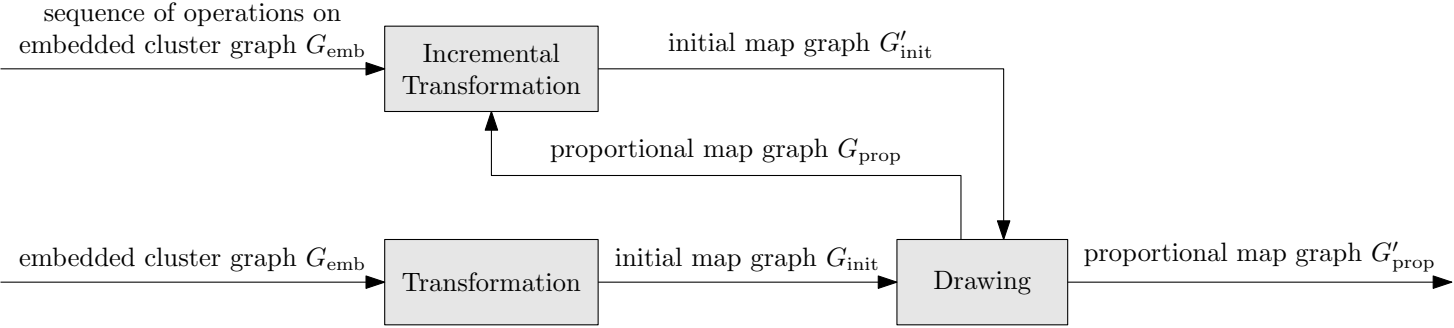 sequence of operations on
embedded cluster graph G_emb
Incremental
Transformation
initial map graph G′_init
proportional map graph G_prop
embedded cluster graph G_emb
Transformation
initial map graph G_init
Drawing
proportional map graph G′_prop